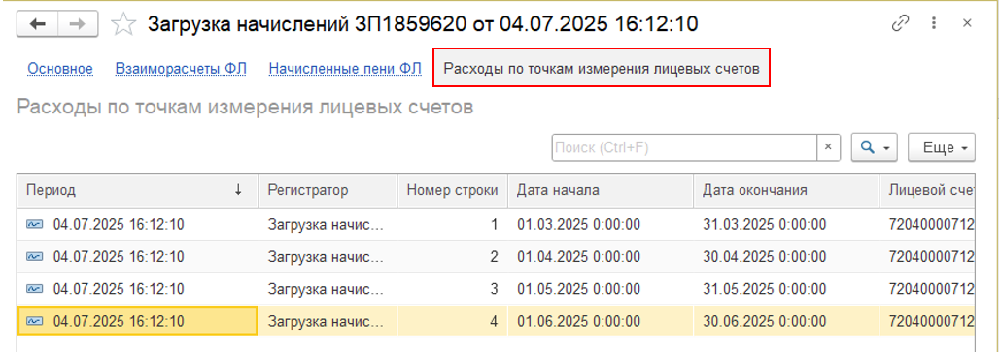 Загрузка начислений ЗП1859620 от 04.07.2025 16:12:10
Основное Взаиморасчеты ФЛ Начисленные пени ФЛ Расходы по точкам измерения лицевых счетов
Расходы по точкам измерения лицевых счетов
Поиск (Ctrl+F) × Еще
Период ↓ Регистратор Номер строки Дата начала Дата окончания Лицевой сче
04.07.2025 16:12:10 Загрузка начис... 1 01.03.2025 0:00:00 31.03.2025 0:00:00 72040000712
04.07.2025 16:12:10 Загрузка начис... 2 01.04.2025 0:00:00 30.04.2025 0:00:00 72040000712
04.07.2025 16:12:10 Загрузка начис... 3 01.05.2025 0:00:00 31.05.2025 0:00:00 72040000712
04.07.2025 16:12:10 Загрузка начис... 4 01.06.2025 0:00:00 30.06.2025 0:00:00 72040000712